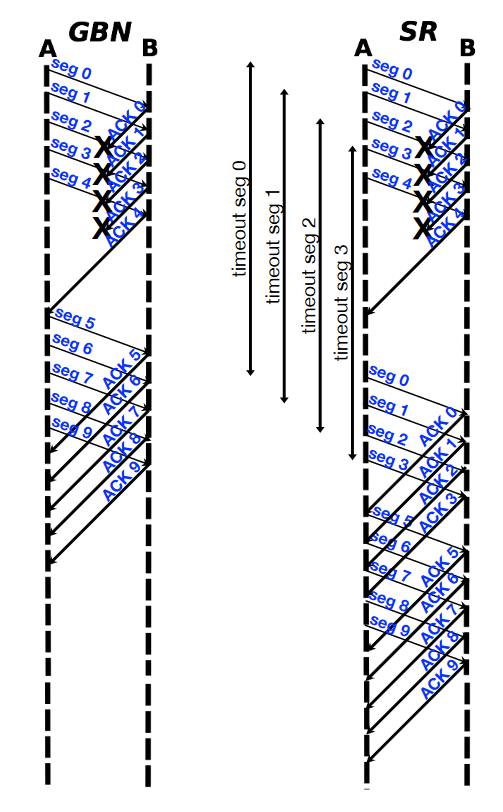 GBN
A B
seg 0
seg 1
seg 2
seg 3
seg 4
ACK 0
ACK 1
ACK 2
ACK 3
ACK 4
X
X
X
X
seg 5
seg 6
seg 7
seg 8
seg 9
ACK 5
ACK 6
ACK 7
ACK 8
ACK 9
timeout seg 0
timeout seg 1
timeout seg 2
timeout seg 3
SR
A B
seg 0
seg 1
seg 2
seg 3
seg 4
ACK 0
ACK 1
ACK 2
ACK 3
ACK 4
X
X
X
X
seg 0
seg 1
seg 2
seg 3
ACK 0
ACK 1
ACK 2
ACK 3
seg 5
seg 6
seg 7
seg 8
seg 9
ACK 5
ACK 6
ACK 7
ACK 8
ACK 9